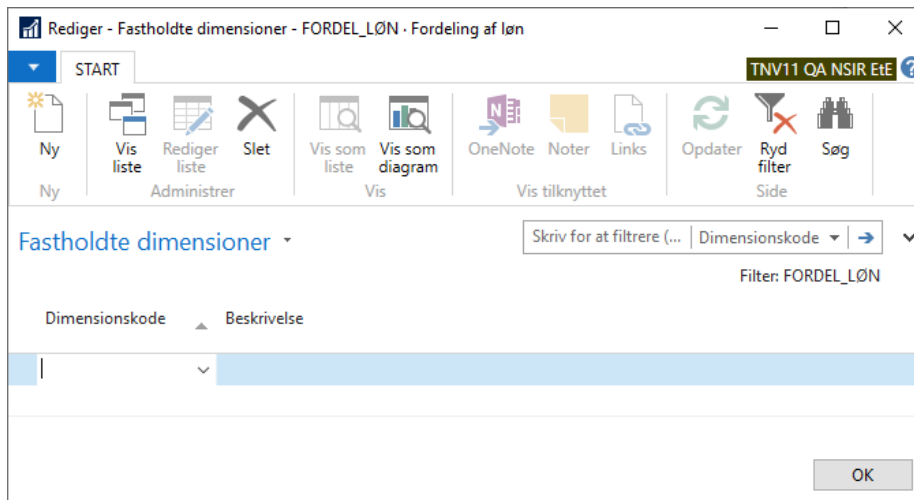 Rediger - Fastholdte dimensioner - FORDEL_LØN · Fordeling af løn
START
TNV11 QA NSIR EtE
Ny
Vis liste
Rediger liste
Slet
Vis som liste
Vis som diagram
OneNote
Noter
Links
Opdater
Ryd filter
Søg
Ny
Administrer
Vis
Vis tilknyttet
Side
Fastholdte dimensioner
Skriv for at filtrere (...
Dimensionskode
Filter: FORDEL_LØN
Dimensionskode
Beskrivelse
OK